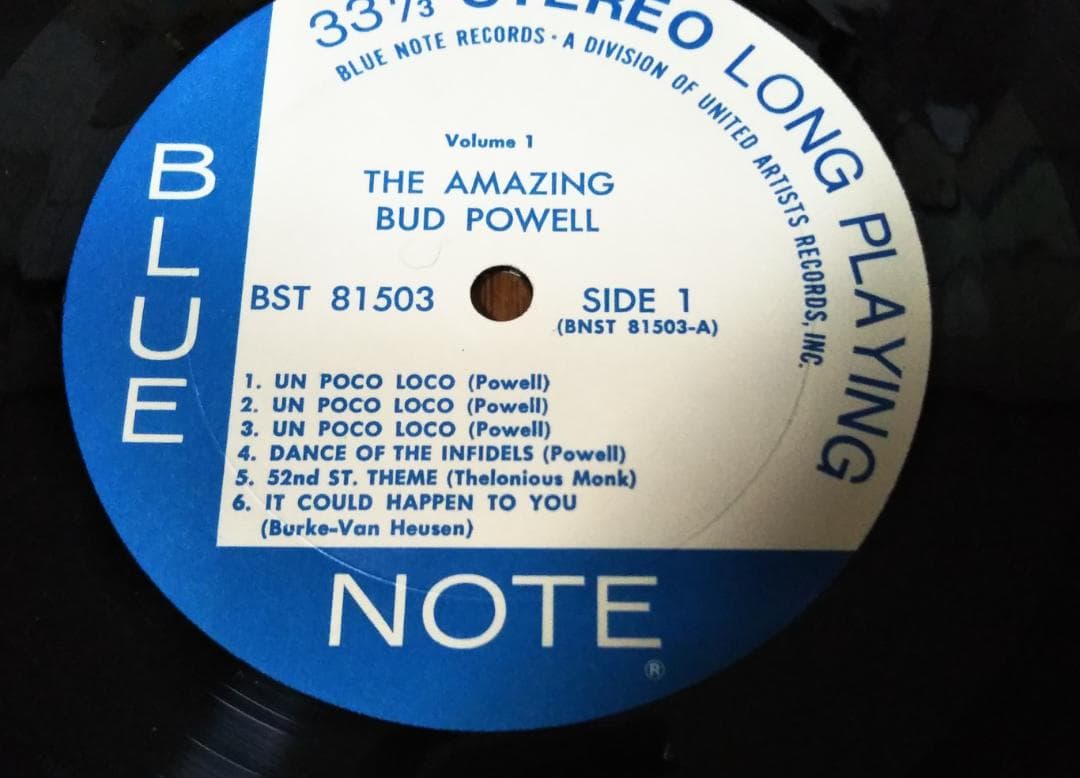 33⅓ STEREO LONG PLAYING
BLUE NOTE RECORDS · A DIVISION OF UNITED ARTISTS RECORDS, INC.
Volume 1
THE AMAZING
BUD POWELL
BST 81503
SIDE 1
(BNST 81503-A)
1. UN POCO LOCO (Powell)
2. UN POCO LOCO (Powell)
3. UN POCO LOCO (Powell)
4. DANCE OF THE INFIDELS (Powell)
5. 52nd ST. THEME (Thelonious Monk)
6. IT COULD HAPPEN TO YOU
(Burke-Van Heusen)
BLUE
NOTE
®